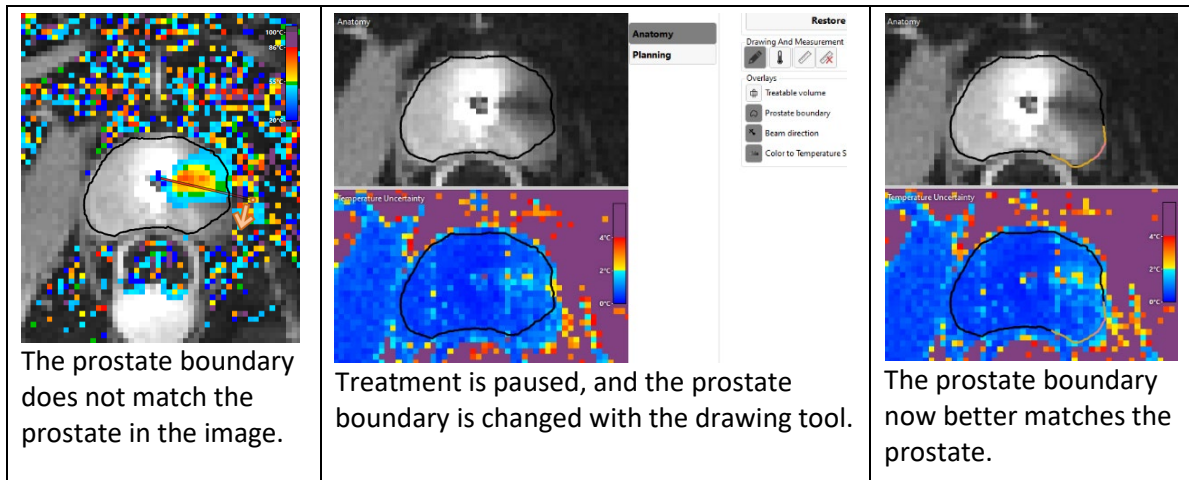 100°C
86°C
55°C
20°C
The prostate boundary
does not match the
prostate in the image.
Anatomy
Temperature Uncertainty
4°C
2°C
0°C
Anatomy
Planning
Restore
Drawing And Measurement
Overlays
Treatable volume
Prostate boundary
Beam direction
Color to Temperature S
Treatment is paused, and the prostate
boundary is changed with the drawing tool.
Anatomy
Temperature Uncertainty
4°C
2°C
0°C
The prostate boundary
now better matches the
prostate.